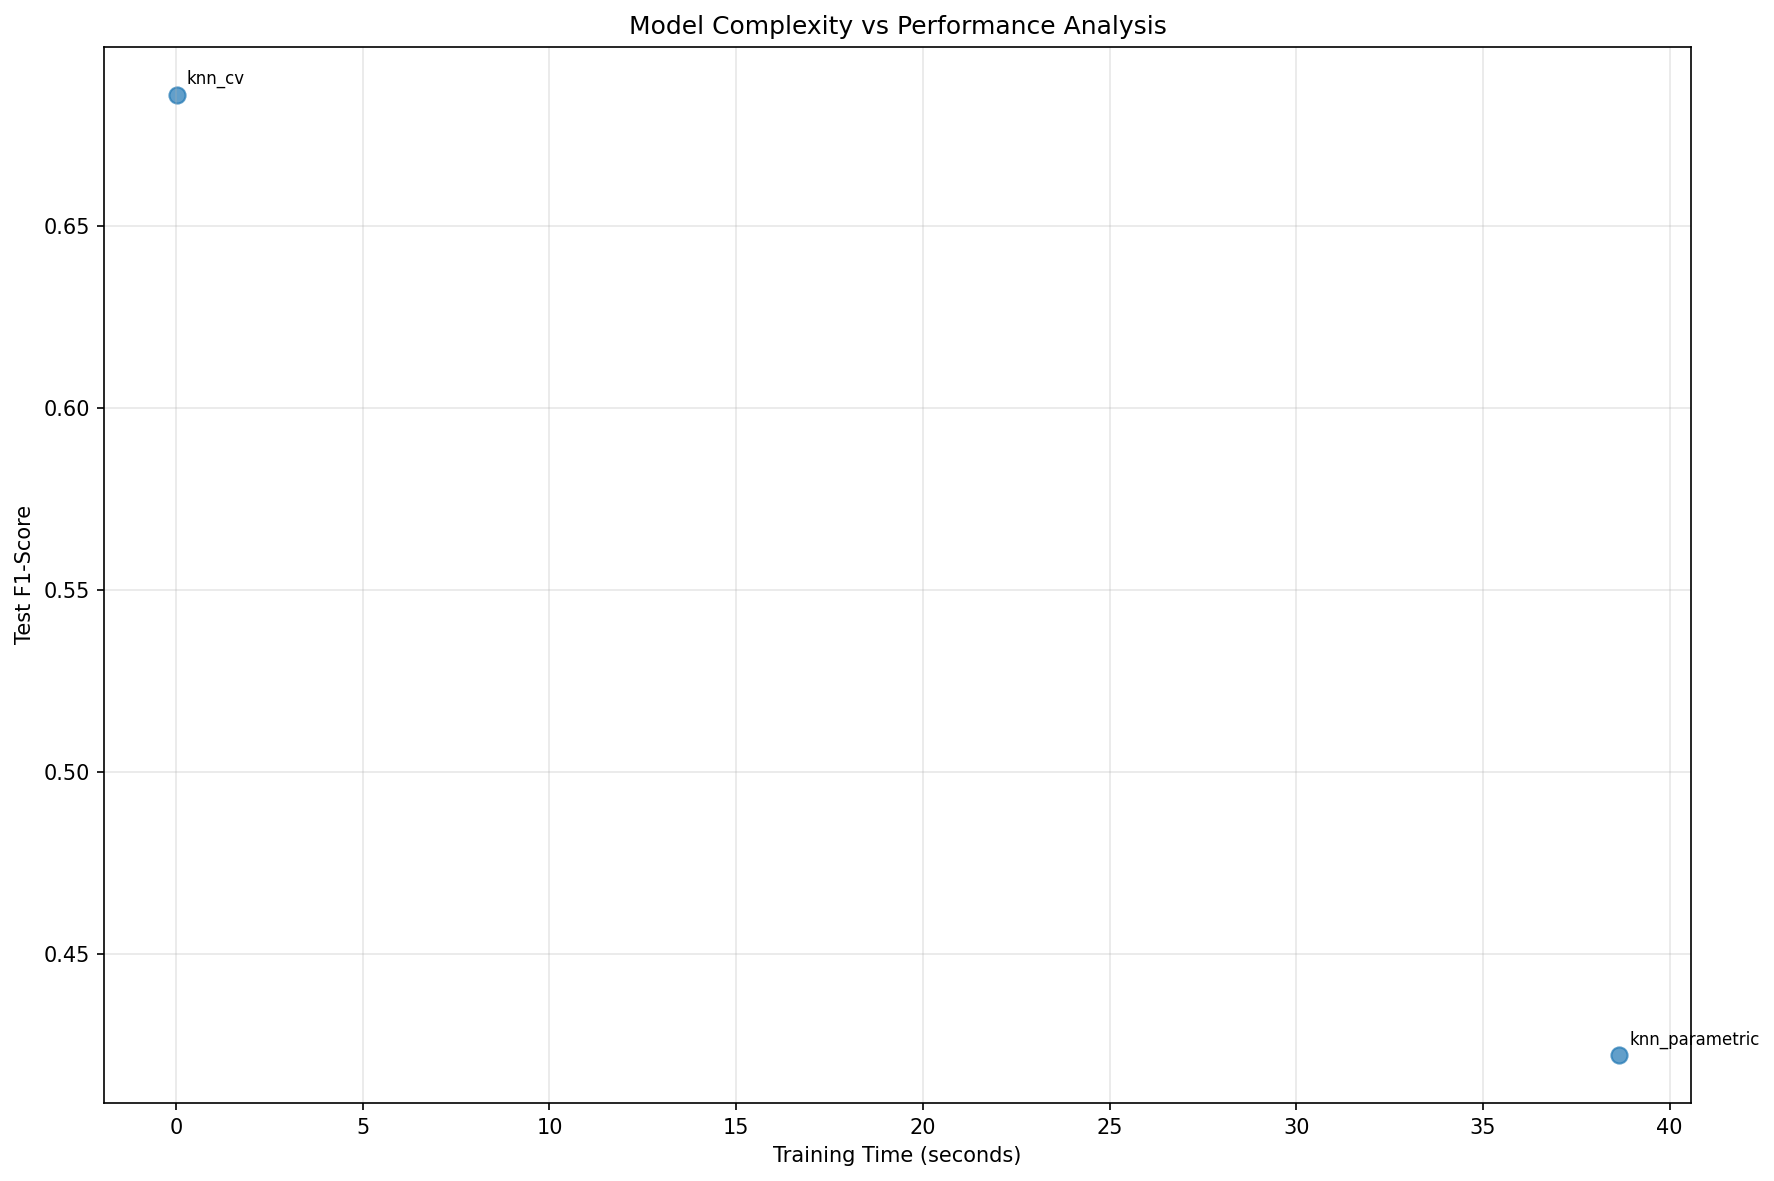 Model Complexity vs Performance Analysis
knn_cv
0.65
0.60
0.55
0.50
0.45
Test F1-Score
knn_parametric
0 5 10 15 20 25 30 35 40
Training Time (seconds)